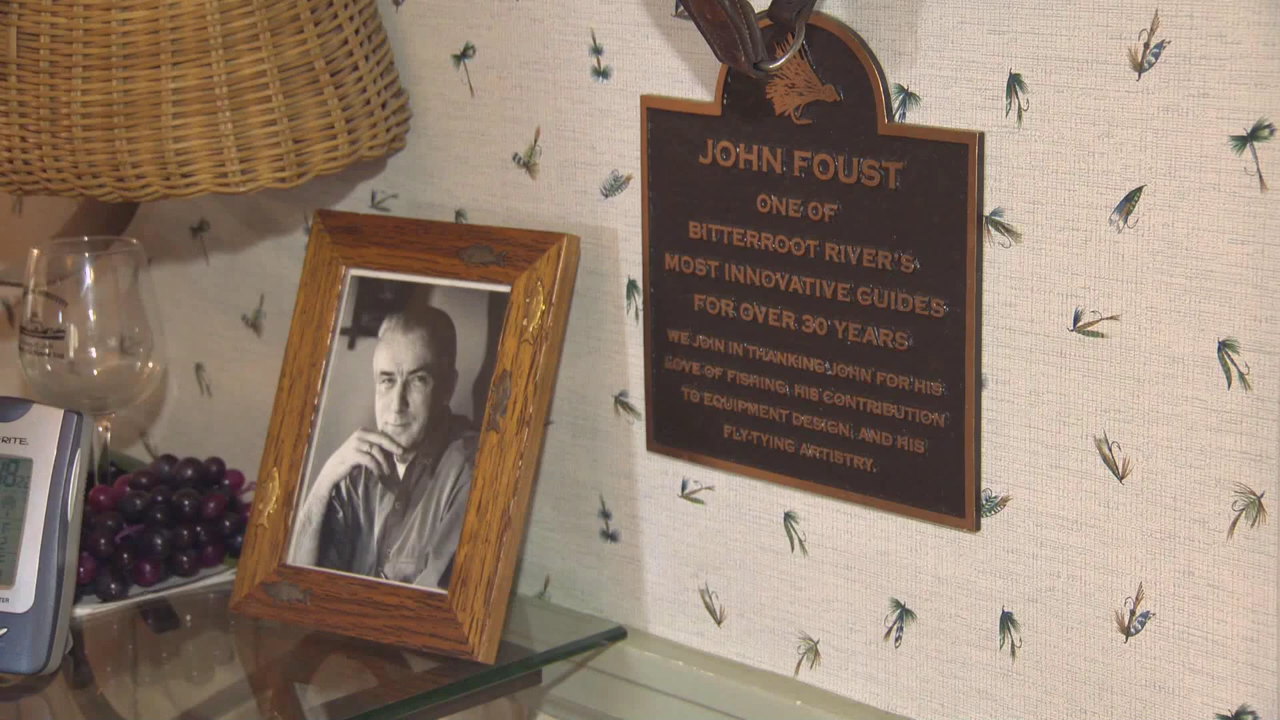 JOHN FOUST
ONE OF
BITTERROOT RIVER'S
MOST INNOVATIVE GUIDES
FOR OVER 30 YEARS
WE JOIN IN THANKING JOHN FOR HIS
LOVE OF FISHING, HIS CONTRIBUTION
TO EQUIPMENT DESIGN, AND HIS
FLY-TYING ARTISTRY.